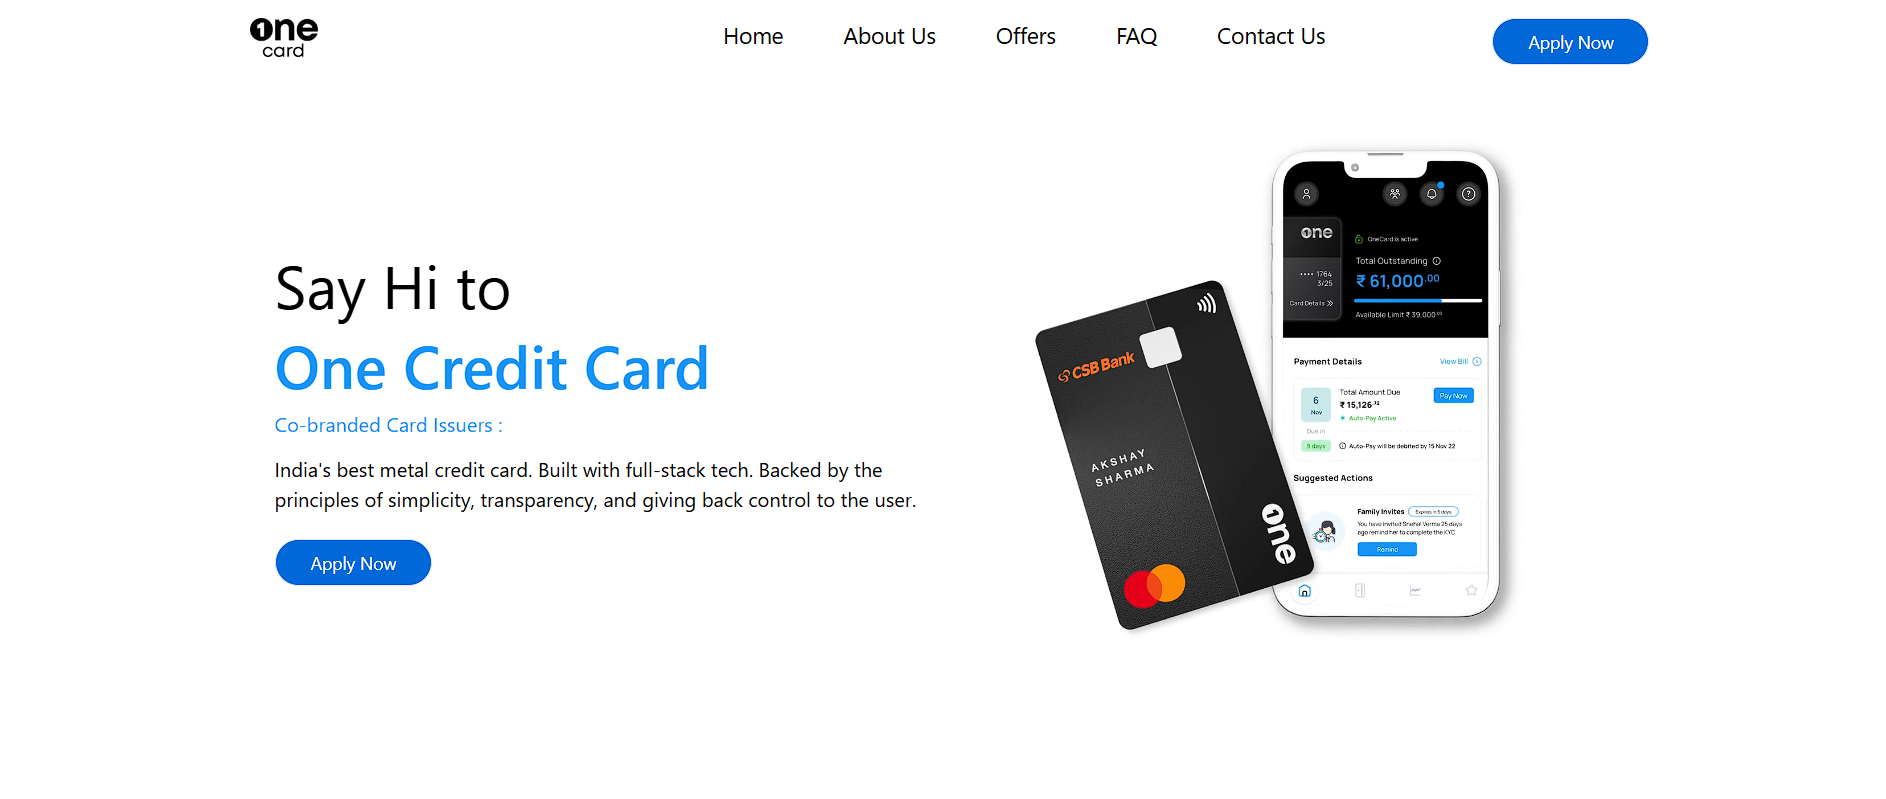 one
card
Home
About Us
Offers
FAQ
Contact Us
Apply Now
Say Hi to
One Credit Card
Co-branded Card Issuers :
India's best metal credit card. Built with full-stack tech. Backed by the
principles of simplicity, transparency, and giving back control to the user.
Apply Now
CSB Bank
AKSHAY
SHARMA
one
one
•••• 1764
3/25
Card Details >>
OneCard is active
Total Outstanding
₹ 61,000.00
Available Limit ₹ 39,000.00
Payment Details
View Bill
6
Nov
Total Amount Due
₹ 15,126.73
Pay Now
Auto-Pay Active
Due in
9 days
Auto-Pay will be debited by 15 Nov 22
Suggested Actions
Family Invites
Expires in 5 days
You have invited Snehal Verma 25 days
ago remind her to complete the KYC
Remind